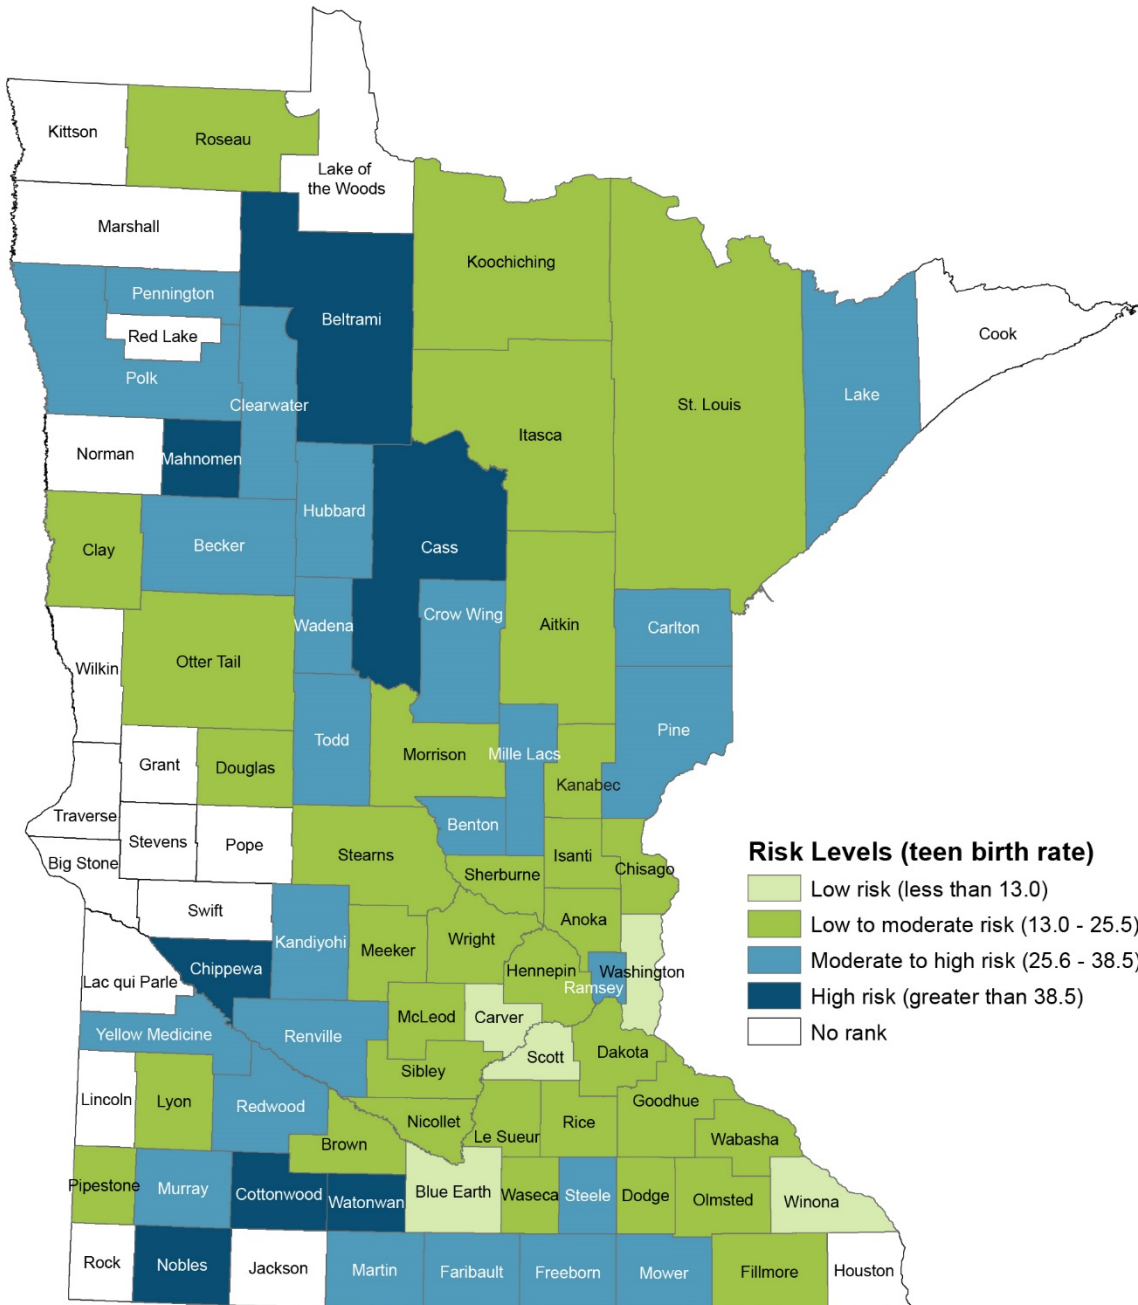 Kittson
Roseau
Lake of
the Woods
Marshall
Koochiching
Pennington
Beltrami
Red Lake
Cook
Polk
Lake
Clearwater
St. Louis
Itasca
Norman
Mahnomen
Hubbard
Becker
Cass
Clay
Crow Wing
Wadena
Aitkin
Carlton
Otter Tail
Wilkin
Pine
Todd
Mille Lacs
Morrison
Grant
Douglas
Kanabec
Traverse
Benton
Stevens
Pope
Big Stone
Stearns
Isanti
Chisago
Sherburne
Swift
Anoka
Kandiyohi
Wright
Meeker
Chippewa
Hennepin
Washington
Lac qui Parle
Ramsey
McLeod
Carver
Yellow Medicine
Renville
Scott
Dakota
Sibley
Lincoln
Lyon
Redwood
Goodhue
Nicollet
Rice
Le Sueur
Wabasha
Brown
Pipestone
Murray
Cottonwood
Watonwan
Blue Earth
Waseca
Steele
Dodge
Olmsted
Winona
Rock
Nobles
Jackson
Martin
Faribault
Freeborn
Mower
Fillmore
Houston
Risk Levels (teen birth rate)
Low risk (less than 13.0)
Low to moderate risk (13.0 - 25.5)
Moderate to high risk (25.6 - 38.5)
High risk (greater than 38.5)
No rank